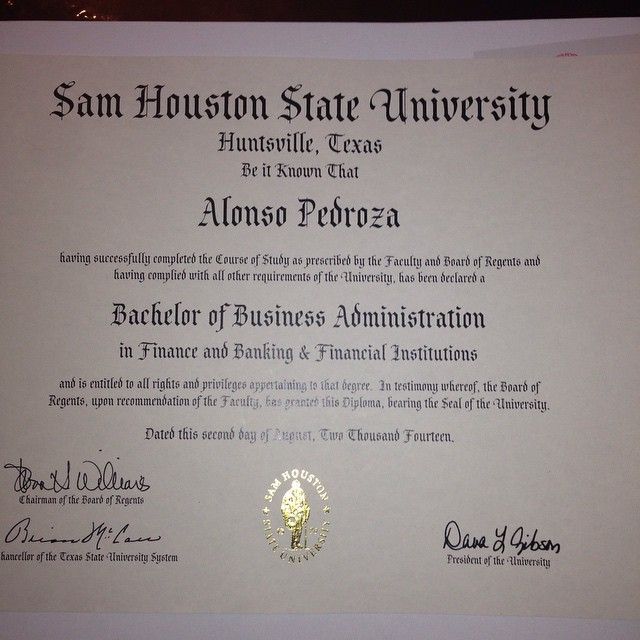 Sam Houston State University
Huntsville, Texas
Be it Known That
Alonso Pedroza
having successfully completed the Course of Study as prescribed by the Faculty and Board of Regents and
having complied with all other requirements of the University, has been declared a
Bachelor of Business Administration
in Finance and Banking & Financial Institutions
and is entitled to all rights and privileges appertaining to that degree. In testimony whereof, the Board of
Regents, upon recommendation of the Faculty, has granted this Diploma, bearing the Seal of the University.
Dated this second day of August, Two Thousand Fourteen.
Chairman of the Board of Regents
Brian McCall
hancellor of the Texas State University System
SAM HOUSTON
STATE UNIVERSITY
Dana L Gibson
President of the University